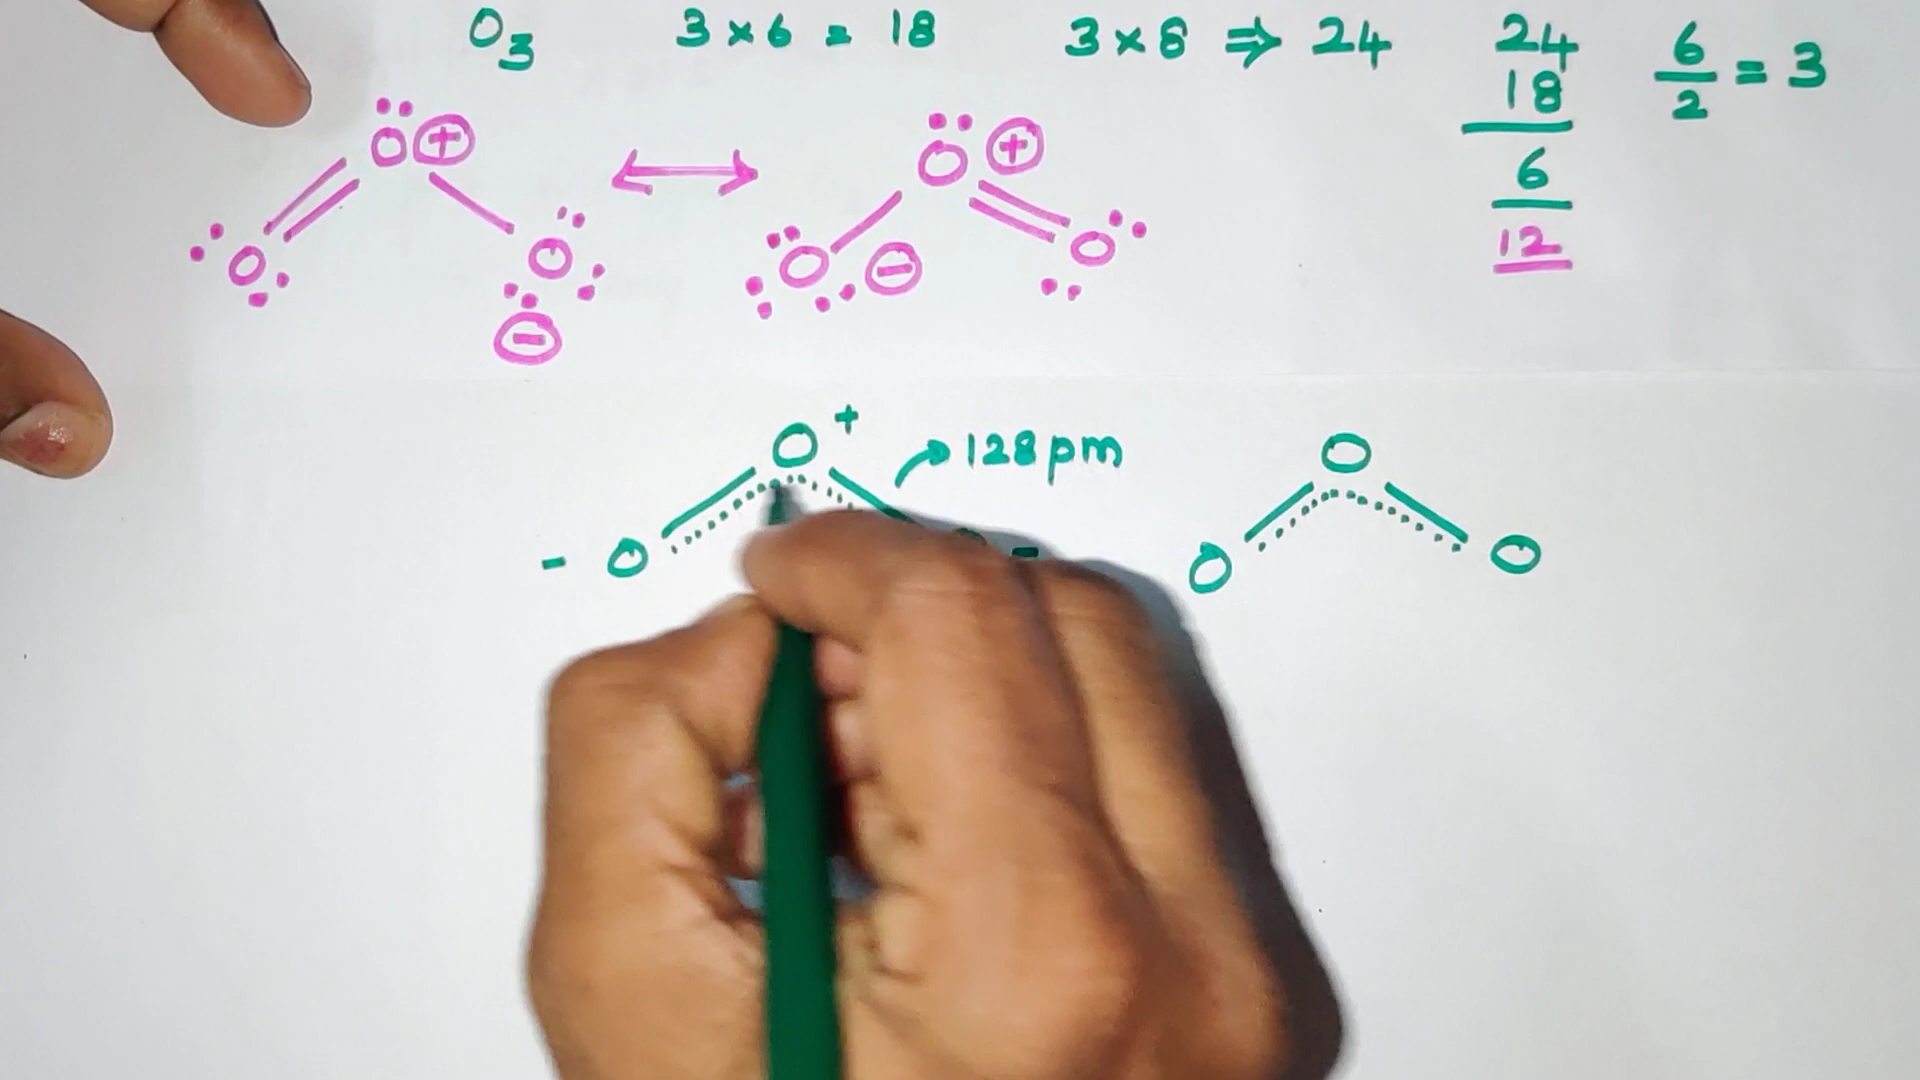 O₃ 3 × 6 = 18 3 × 8 ⇒ 24
24
18
6
12
6/2 = 3
O ⊕ ↔ O ⊕
O O O ⊖ O
⊖
O⁺ 128pm O
- O - O O